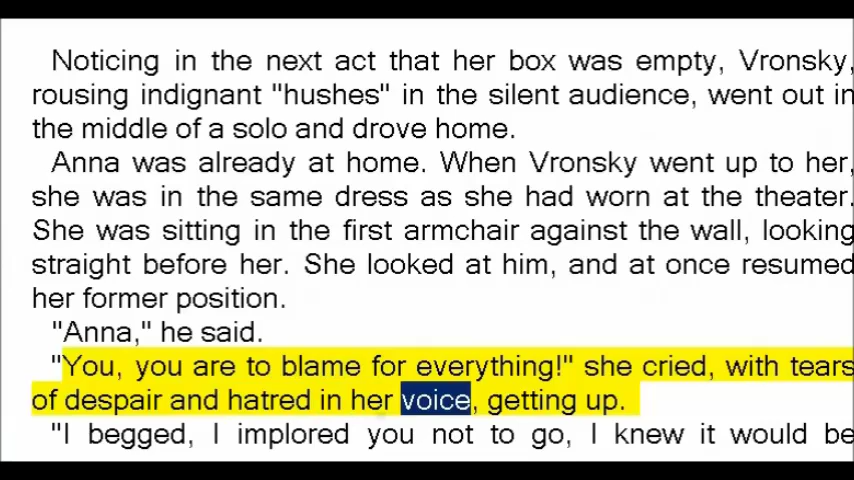 Noticing in the next act that her box was empty, Vronsky,
rousing indignant "hushes" in the silent audience, went out in
the middle of a solo and drove home.
Anna was already at home. When Vronsky went up to her,
she was in the same dress as she had worn at the theater.
She was sitting in the first armchair against the wall, looking
straight before her. She looked at him, and at once resumed
her former position.
"Anna," he said.
"You, you are to blame for everything!" she cried, with tears
of despair and hatred in her voice, getting up.
"I begged, I implored you not to go, I knew it would be